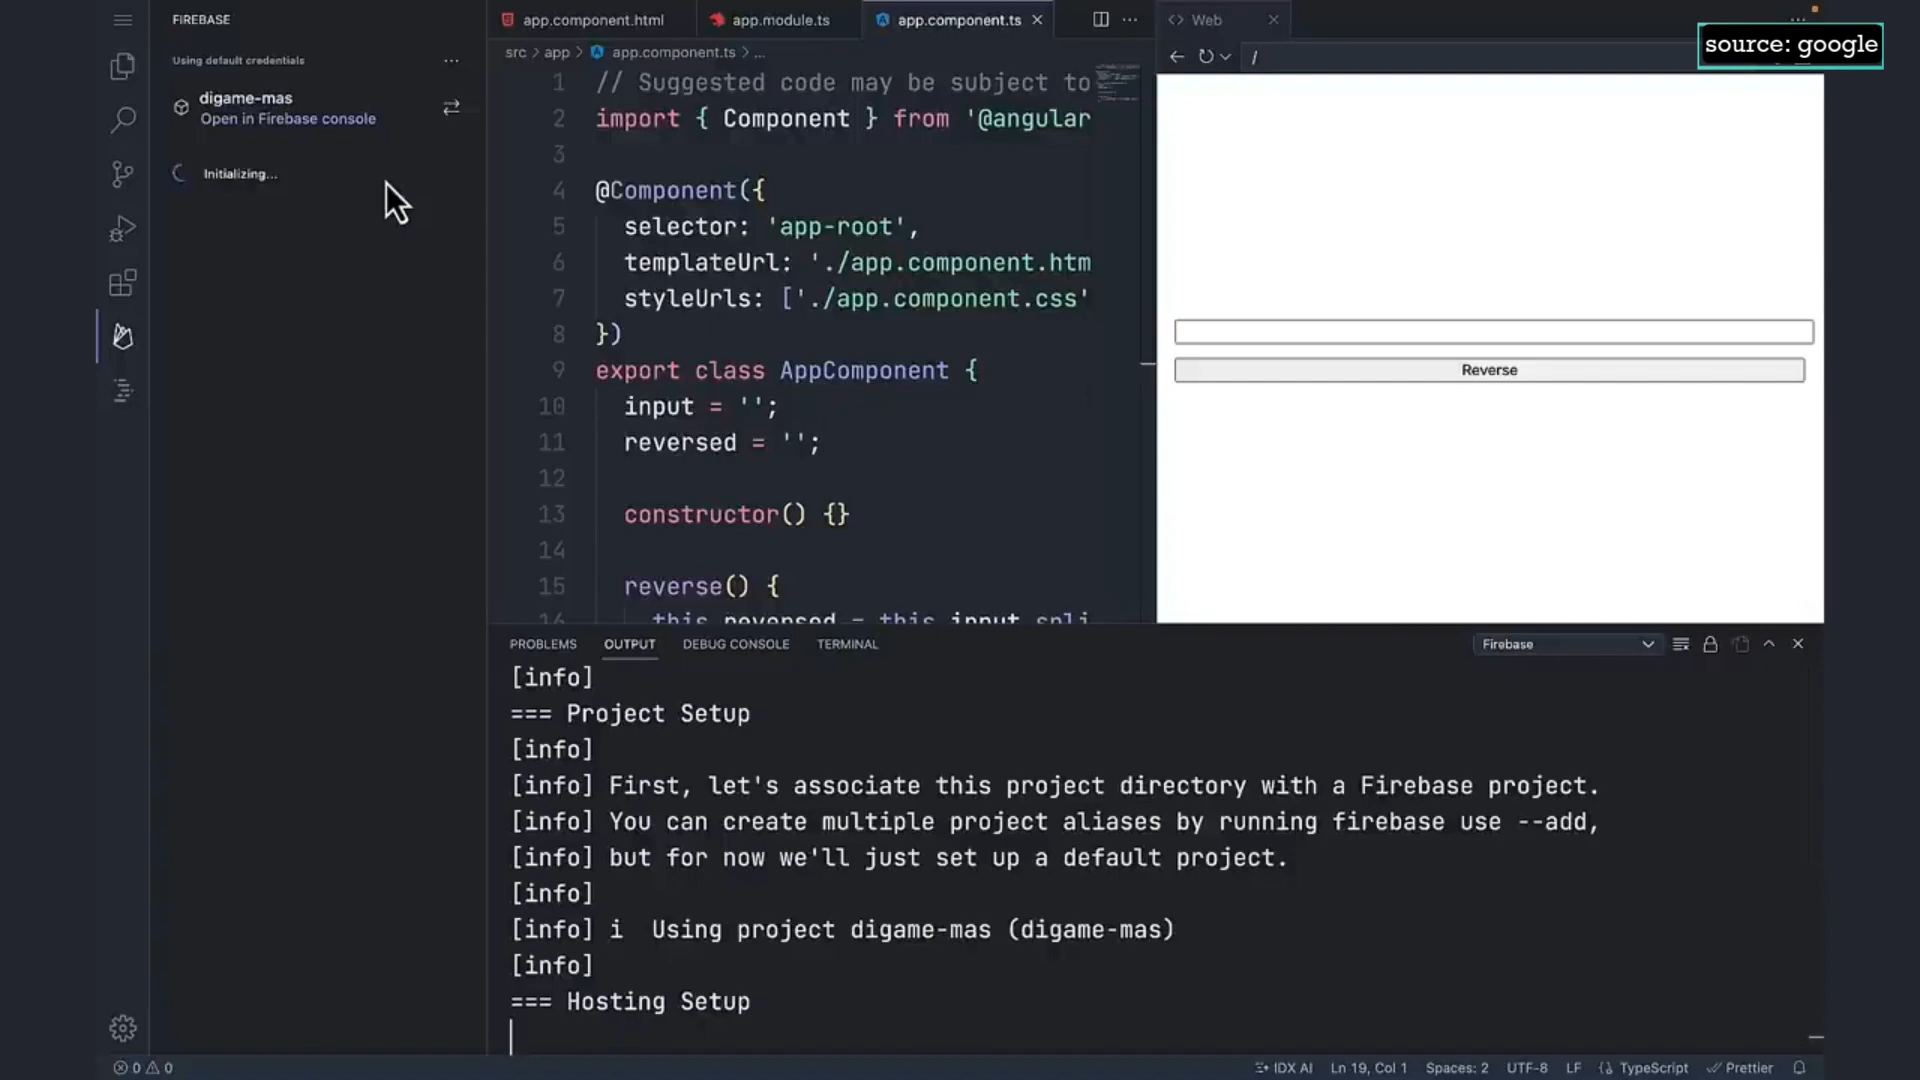 FIREBASE
Using default credentials
digame-mas
Open in Firebase console
Initializing...
app.component.html
app.module.ts
app.component.ts
src > app > app.component.ts > ...
1 // Suggested code may be subject to
2 import { Component } from '@angular
3
4 @Component({
5 selector: 'app-root',
6 templateUrl: './app.component.htm
7 styleUrls: ['./app.component.css'
8 })
9 export class AppComponent {
10 input = '';
11 reversed = '';
12
13 constructor() {}
14
15 reverse() {
16 this.reversed = this.input.spli
Web
/
source: google
Reverse
PROBLEMS OUTPUT DEBUG CONSOLE TERMINAL
Firebase
[info]
=== Project Setup
[info]
[info] First, let's associate this project directory with a Firebase project.
[info] You can create multiple project aliases by running firebase use --add,
[info] but for now we'll just set up a default project.
[info]
[info] i  Using project digame-mas (digame-mas)
[info]
=== Hosting Setup
0 0
IDX AI Ln 19, Col 1 Spaces: 2 UTF-8 LF TypeScript Prettier